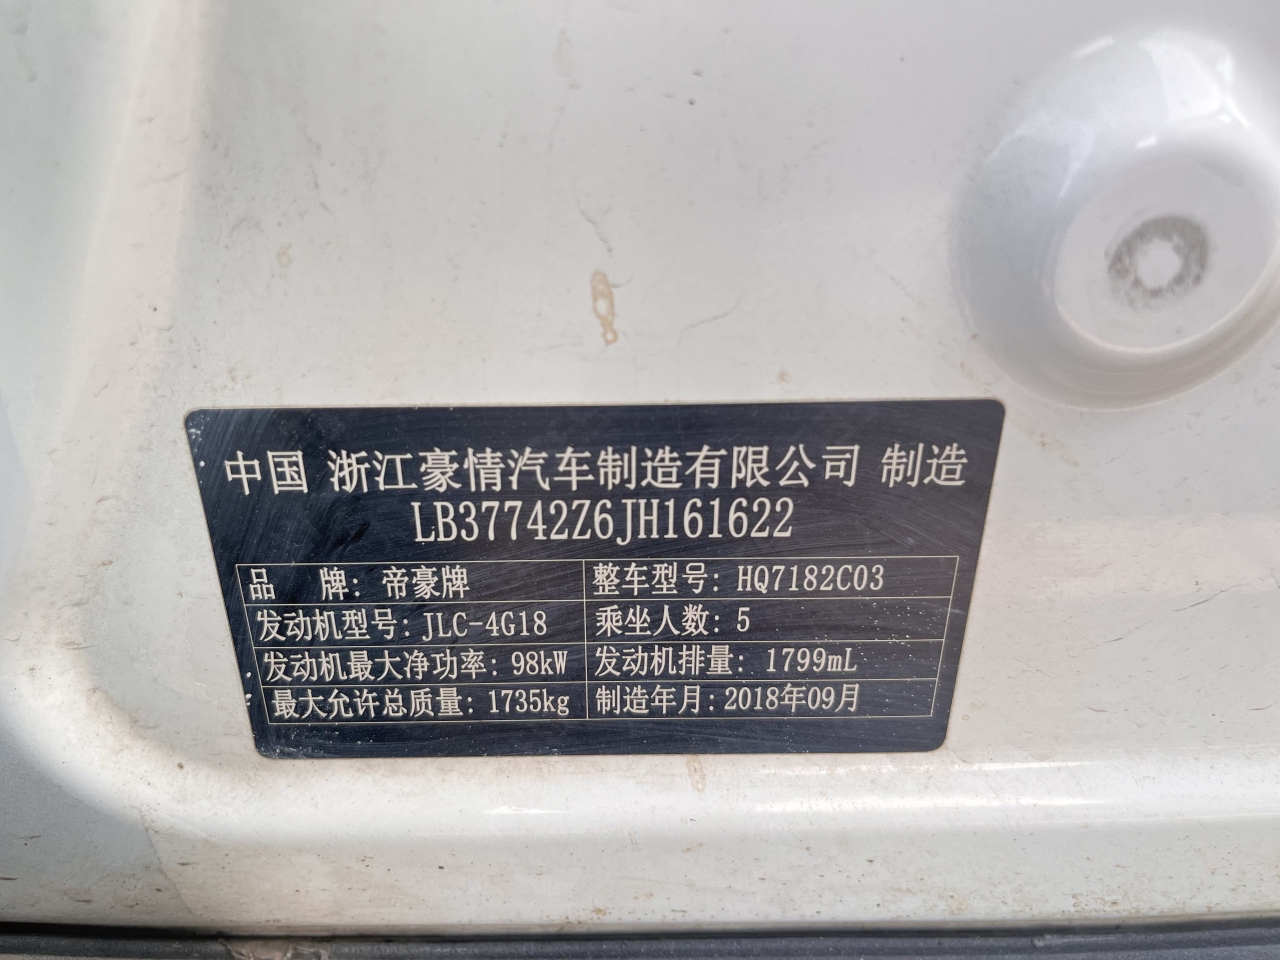 中国 浙江豪情汽车制造有限公司 制造
LB37742Z6JH161622
品 牌: 帝豪牌 整车型号: HQ7182C03
发动机型号: JLC-4G18 乘坐人数: 5
发动机最大净功率: 98kW 发动机排量: 1799mL
最大允许总质量: 1735kg 制造年月: 2018年09月